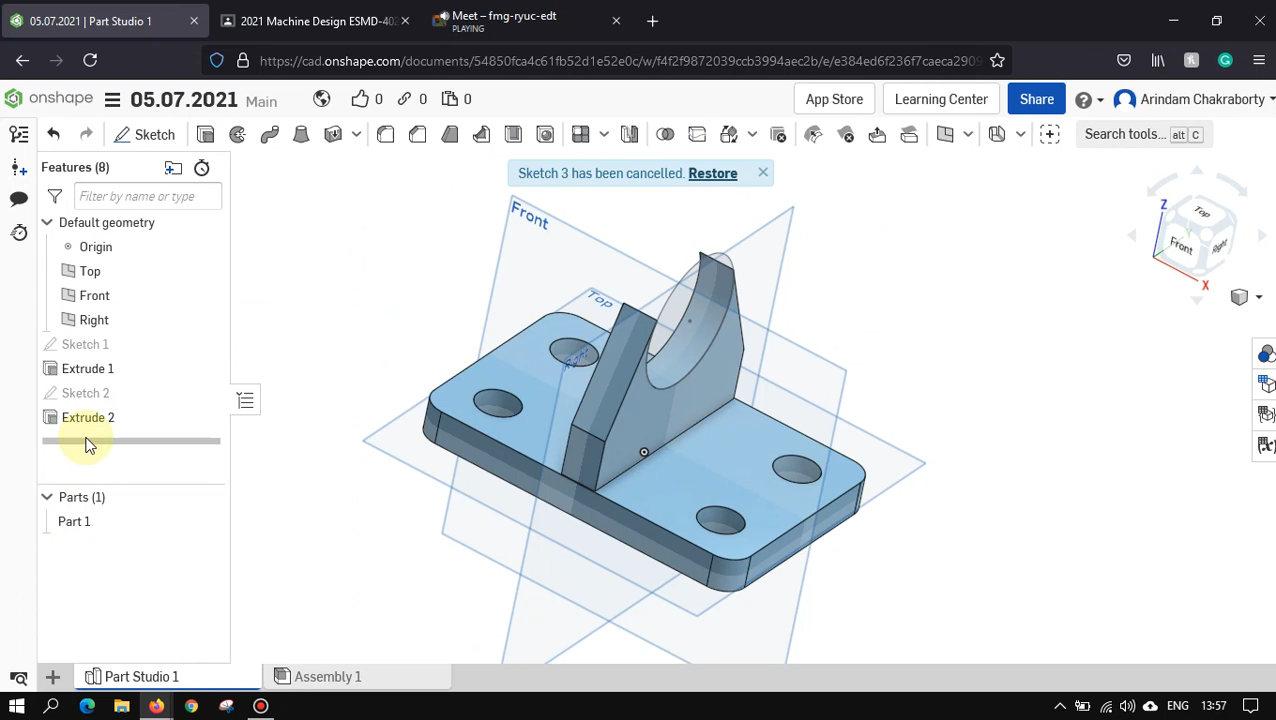 05.07.2021 | Part Studio 1
2021 Machine Design ESMD-402
Meet – fmg-ryuc-edt
PLAYING
https://cad.onshape.com/documents/54850fca4c61fb52d1e52e0c/w/f4f2f9872039ccb3994aec2b/e/e384ed6f236f7caeca2909
onshape
05.07.2021 Main
0
0
0
App Store
Learning Center
Share
Arindam Chakraborty
Sketch
Search tools... alt C
Features (8)
Sketch 3 has been cancelled. Restore
Filter by name or type
Default geometry
Origin
Top
Front
Right
Sketch 1
Extrude 1
Sketch 2
Extrude 2
Parts (1)
Part 1
Front
Top
Right
Z
Top
Front
Right
X
Part Studio 1
Assembly 1
ENG
13:57